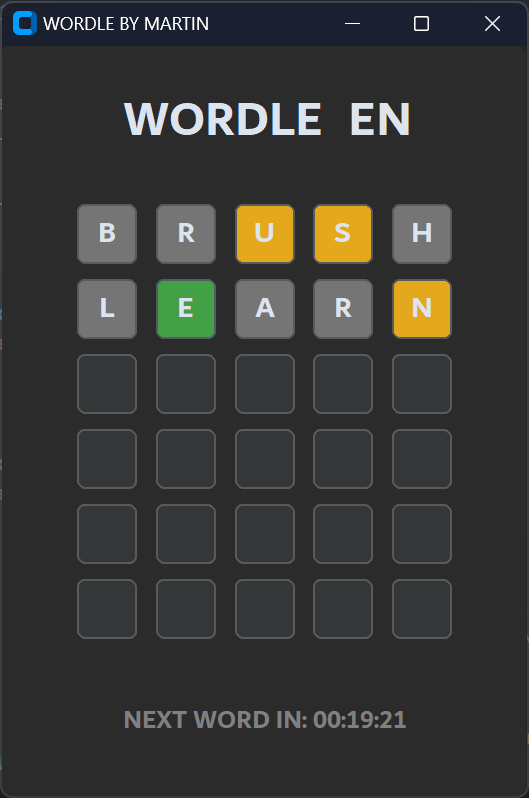 WORDLE BY MARTIN
WORDLE EN
B R U S H
L E A R N
NEXT WORD IN: 00:19:21